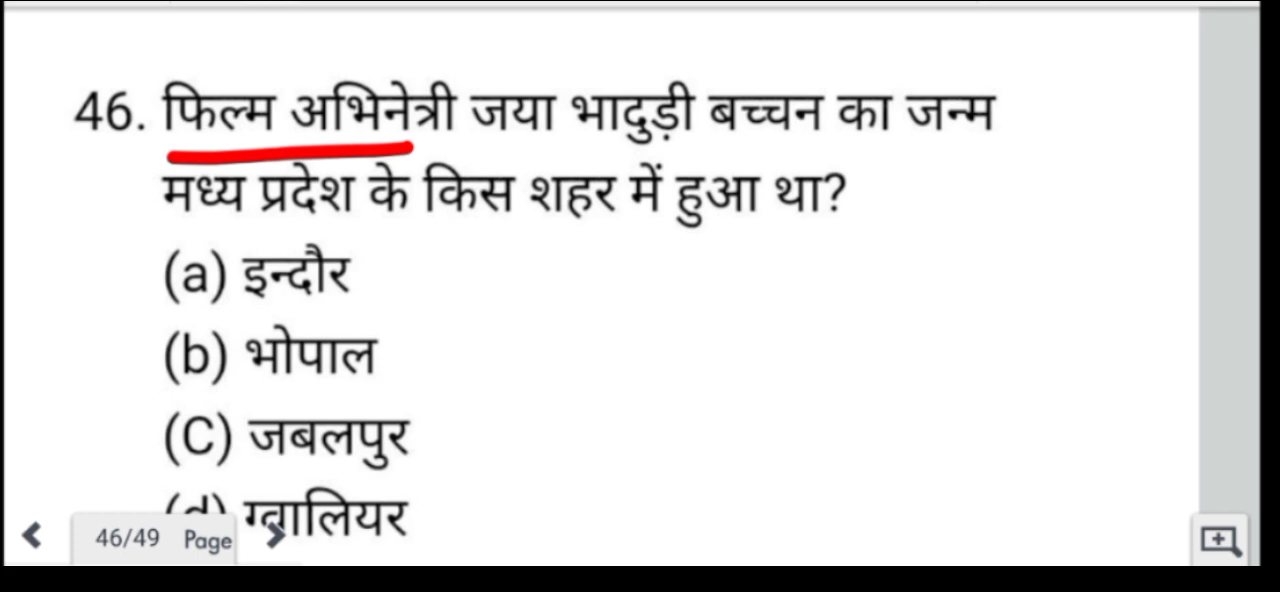 46. फिल्म अभिनेत्री जया भादुड़ी बच्चन का जन्म
मध्य प्रदेश के किस शहर में हुआ था?
(a) इन्दौर
(b) भोपाल
(C) जबलपुर
(d) ग्वालियर
46/49 Page